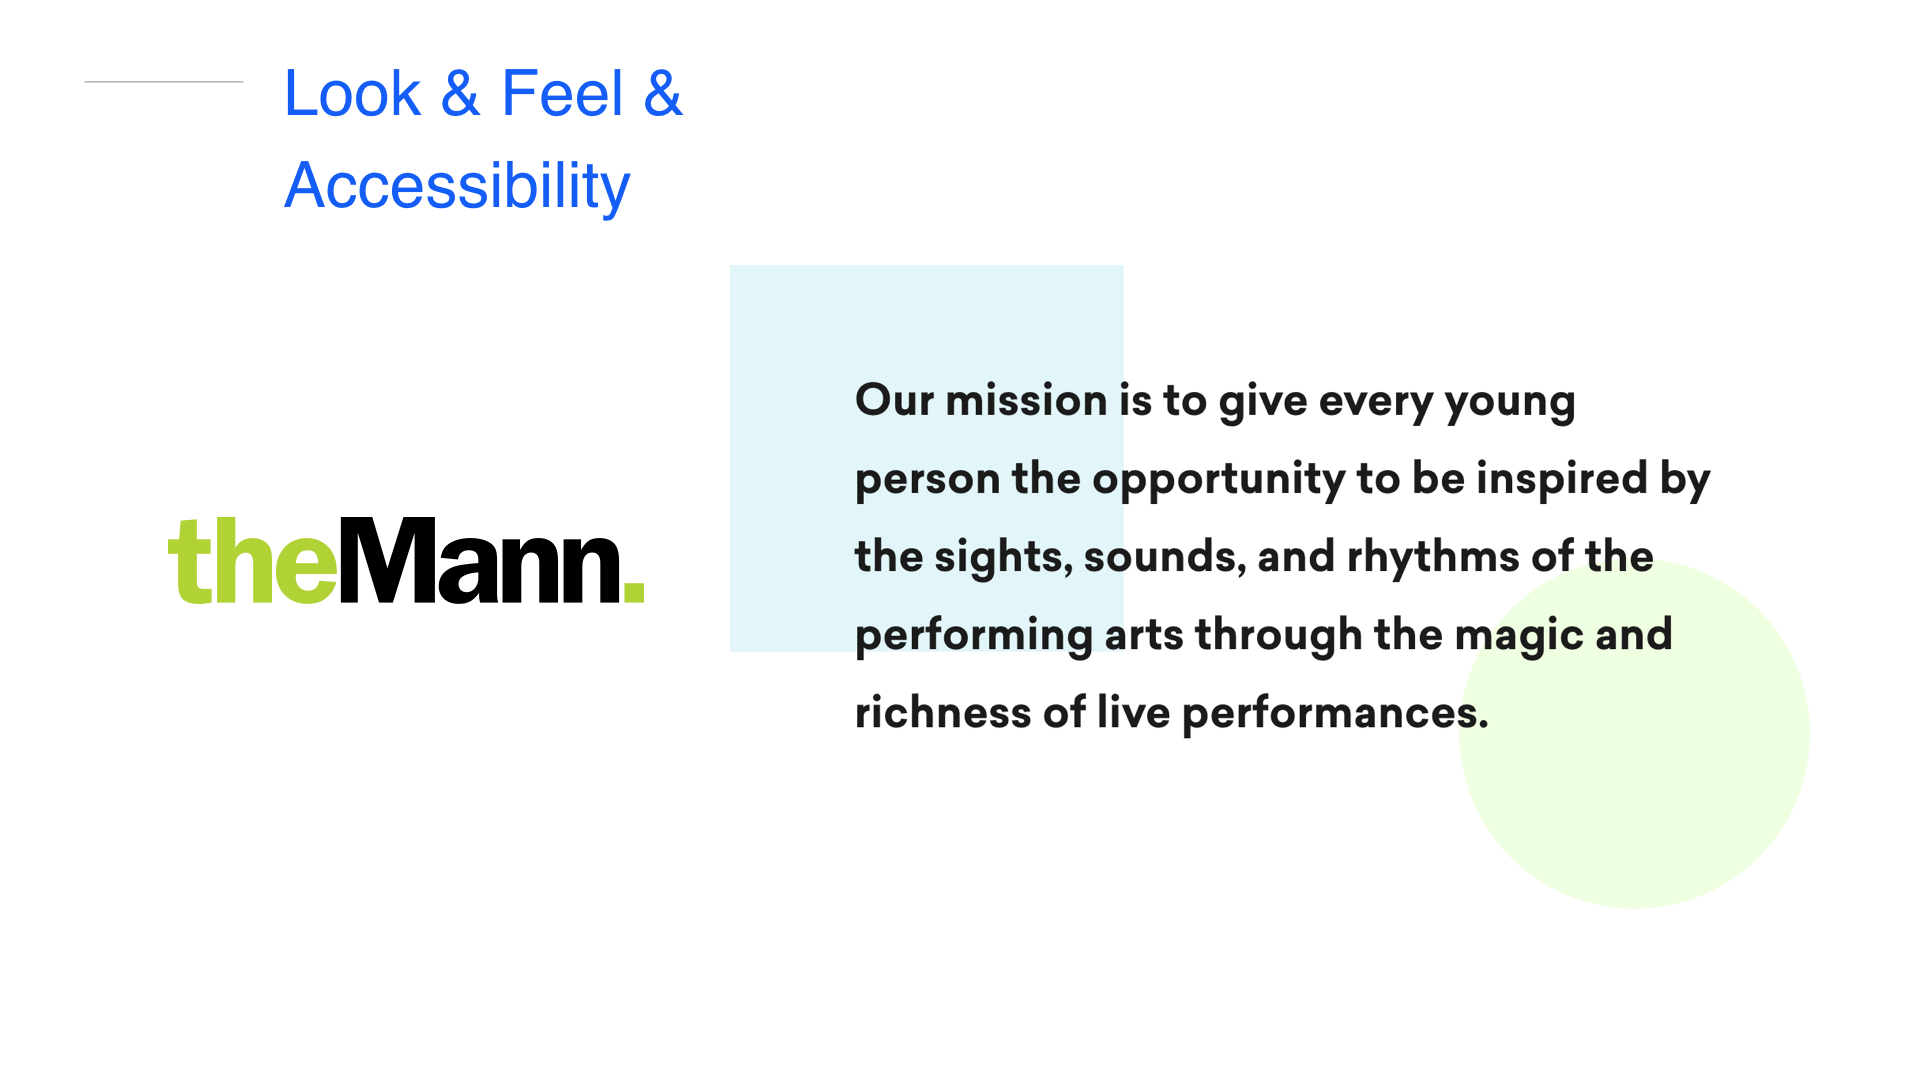 Look & Feel &
Accessibility
theMann.
Our mission is to give every young
person the opportunity to be inspired by
the sights, sounds, and rhythms of the
performing arts through the magic and
richness of live performances.